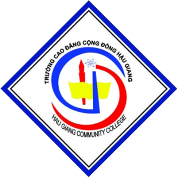 TRƯỜNG CAO ĐẲNG CỘNG ĐỒNG HẬU GIANG
HAU GIANG COMMUNITY COLLEGE